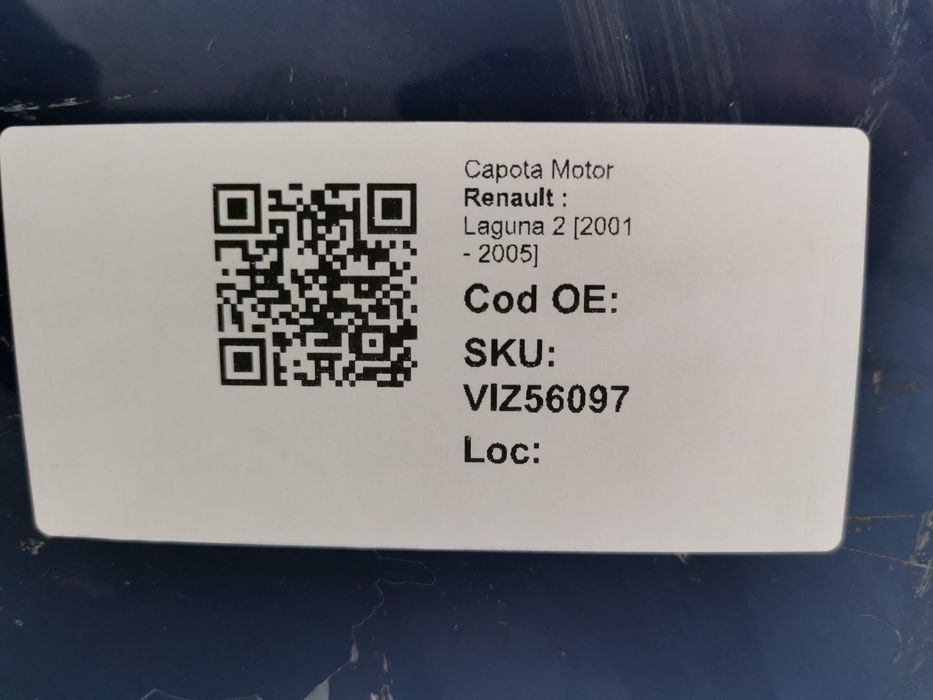 Capota Motor
Renault :
Laguna 2 [2001
- 2005]
Cod OE:
SKU:
VIZ56097
Loc: